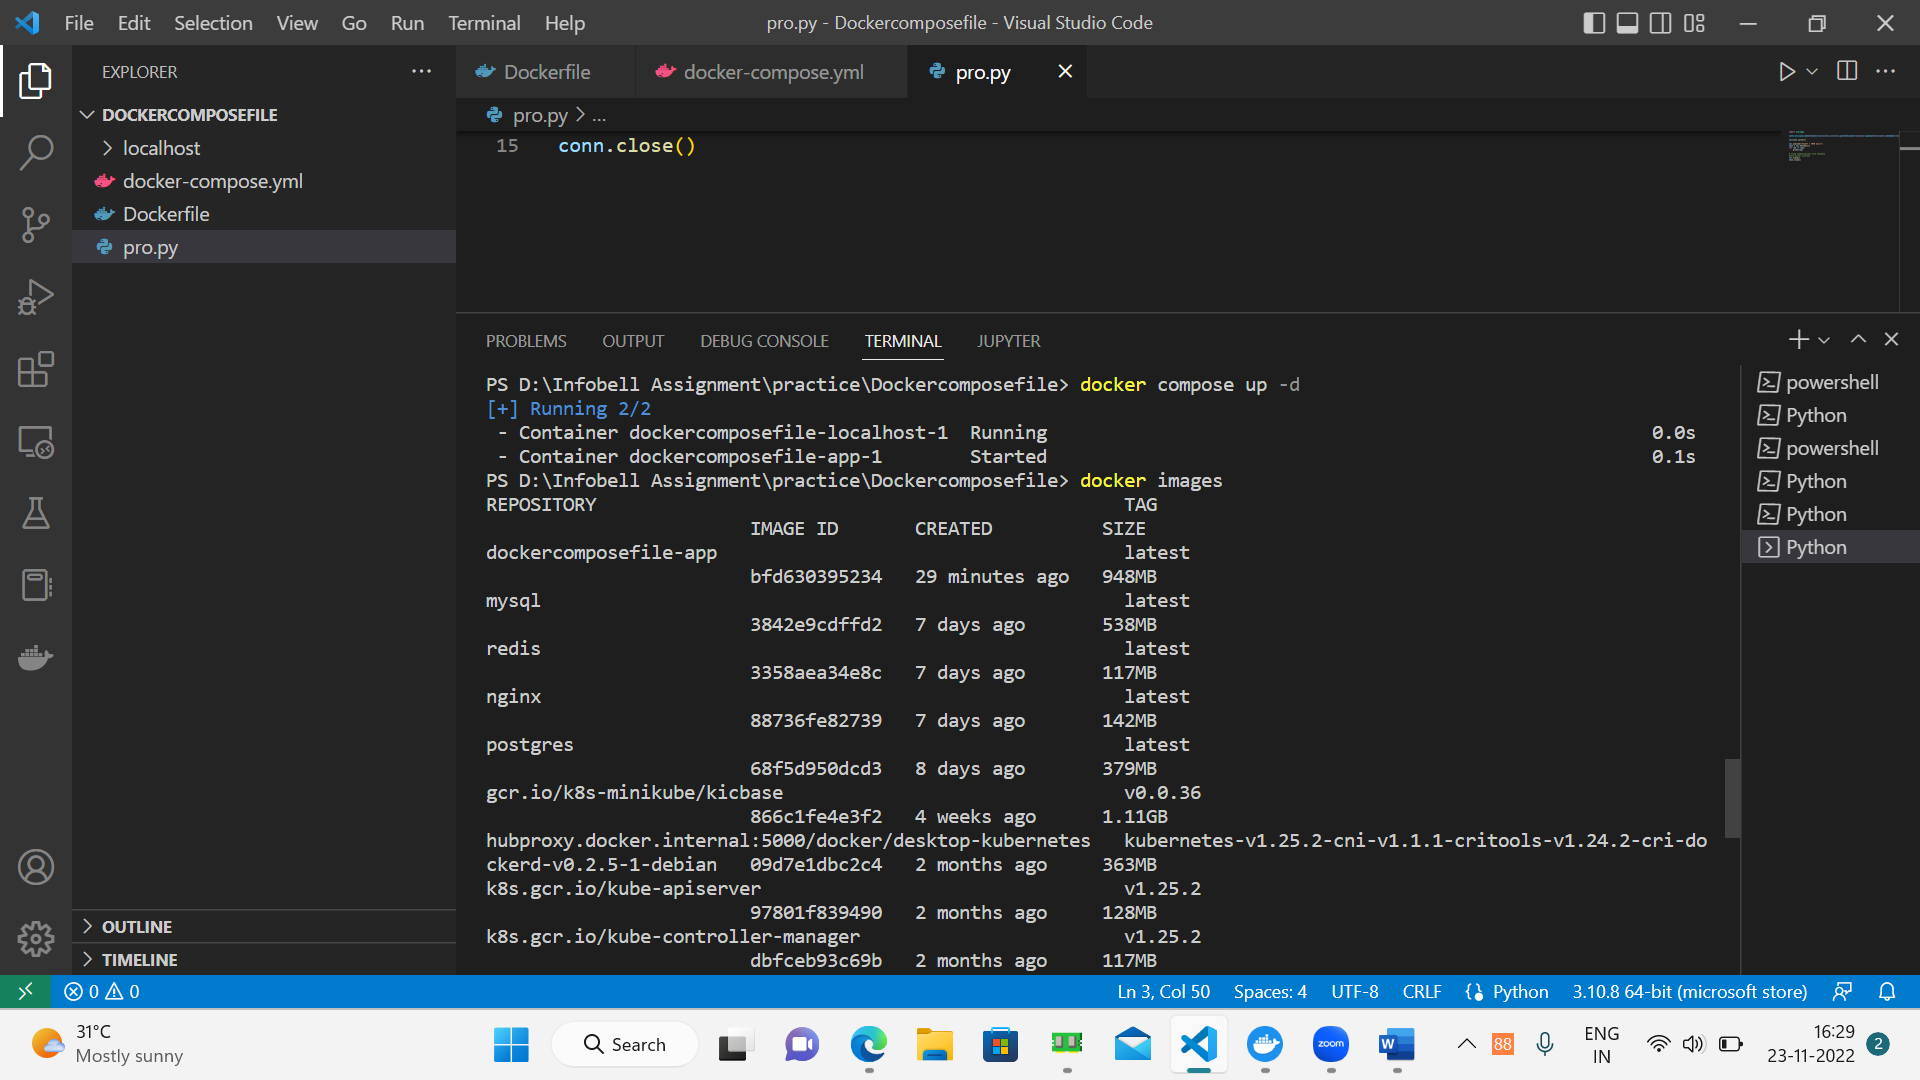 File Edit Selection View Go Run Terminal Help
pro.py - Dockercomposefile - Visual Studio Code
EXPLORER
DOCKERCOMPOSEFILE
localhost
docker-compose.yml
Dockerfile
pro.py
OUTLINE
TIMELINE
Dockerfile docker-compose.yml pro.py
pro.py > ...
15 conn.close()
PROBLEMS OUTPUT DEBUG CONSOLE TERMINAL JUPYTER
PS D:\Infobell Assignment\practice\Dockercomposefile> docker compose up -d
[+] Running 2/2
- Container dockercomposefile-localhost-1 Running 0.0s
- Container dockercomposefile-app-1 Started 0.1s
PS D:\Infobell Assignment\practice\Dockercomposefile> docker images
REPOSITORY TAG
IMAGE ID CREATED SIZE
dockercomposefile-app latest
bfd630395234 29 minutes ago 948MB
mysql latest
3842e9cdffd2 7 days ago 538MB
redis latest
3358aea34e8c 7 days ago 117MB
nginx latest
88736fe82739 7 days ago 142MB
postgres latest
68f5d950dcd3 8 days ago 379MB
gcr.io/k8s-minikube/kicbase v0.0.36
866c1fe4e3f2 4 weeks ago 1.11GB
hubproxy.docker.internal:5000/docker/desktop-kubernetes kubernetes-v1.25.2-cni-v1.1.1-critools-v1.24.2-cri-do
ckerd-v0.2.5-1-debian 09d7e1dbc2c4 2 months ago 363MB
k8s.gcr.io/kube-apiserver v1.25.2
97801f839490 2 months ago 128MB
k8s.gcr.io/kube-controller-manager v1.25.2
dbfceb93c69b 2 months ago 117MB
powershell
Python
powershell
Python
Python
Python
0 0 Ln 3, Col 50 Spaces: 4 UTF-8 CRLF Python 3.10.8 64-bit (microsoft store)
31°C
Mostly sunny
Search
zoom
W
88
ENG
IN
16:29
23-11-2022
2